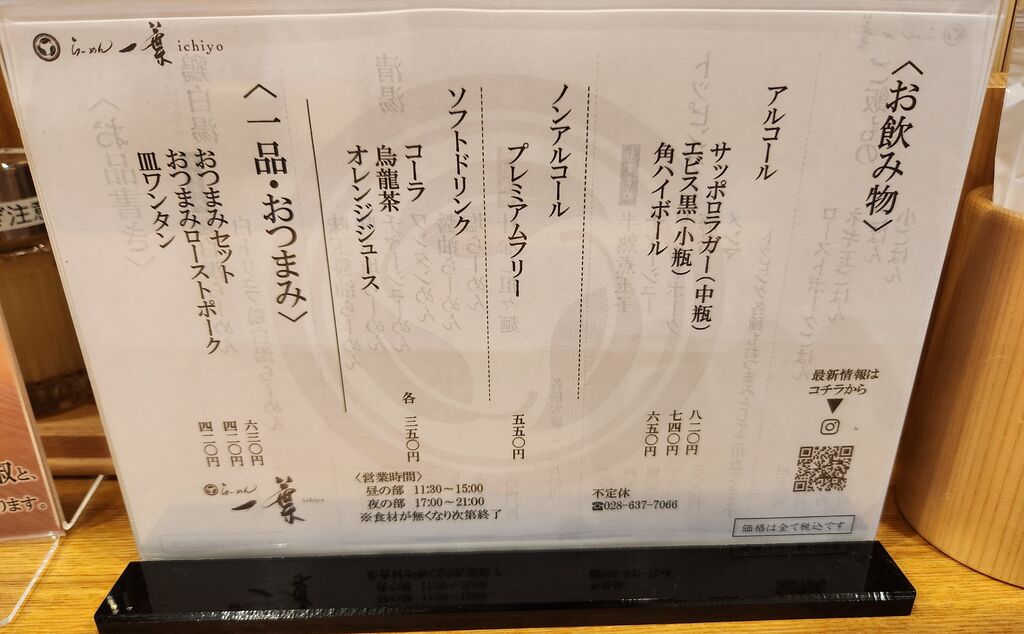 らーめん 一葉 ichiyo
〈お飲み物〉
アルコール
サッポロラガー(中瓶) 八二〇円
エビス黒(小瓶) 七四〇円
角ハイボール 六五〇円
ノンアルコール
プレミアムフリー 五五〇円
ソフトドリンク
コーラ
烏龍茶
オレンジジュース
各 三五〇円
〈一品・おつまみ〉
おつまみセット 六三〇円
おつまみローストポーク 四二〇円
皿ワンタン 四二〇円
最新情報は
コチラから
▼
らーめん 一葉 ichiyo
〈営業時間〉
昼の部 11:30～15:00
夜の部 17:00～21:00
※食材が無くなり次第終了
不定休
☎028-637-7066
価格は全て税込です